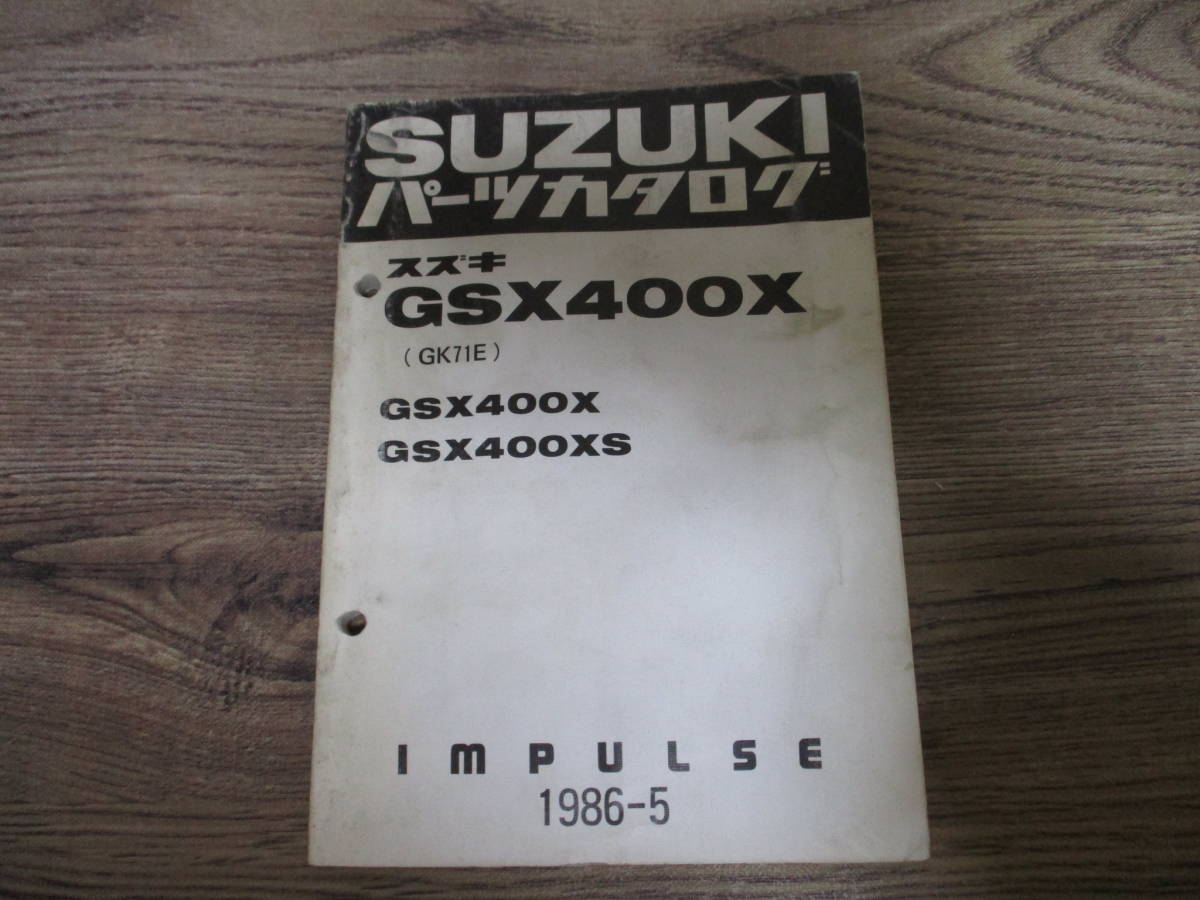 SUZUKI
パーツカタログ
スズキ
GSX400X
(GK71E)
GSX400X
GSX400XS
IMPULSE
1986-5